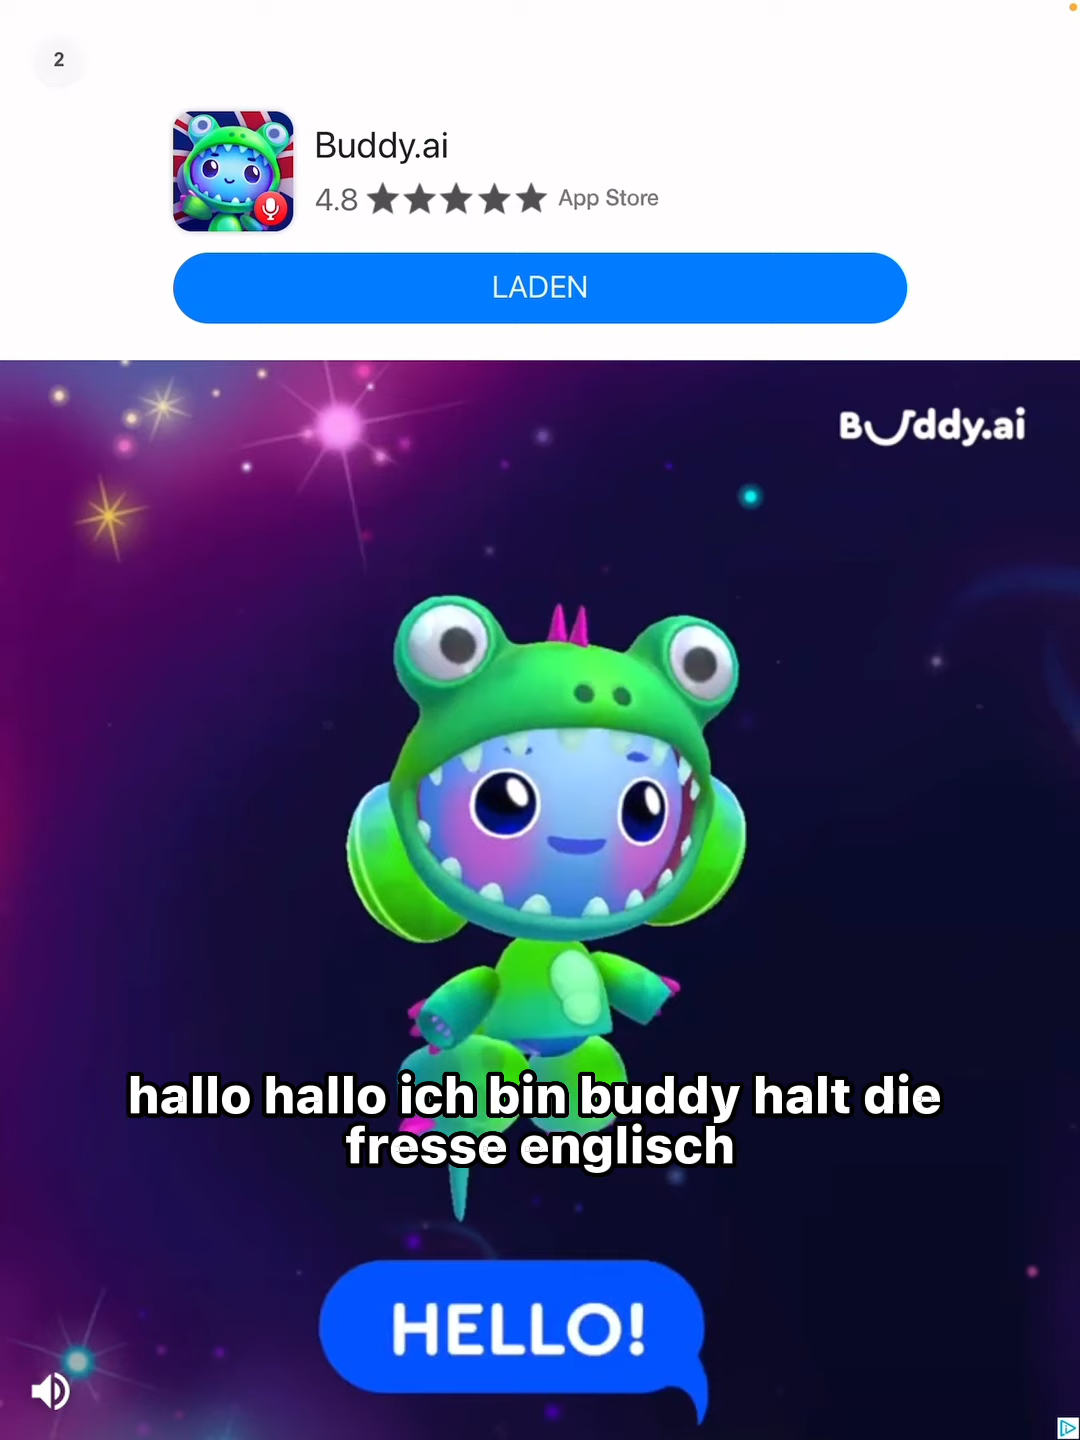 2
Buddy.ai
4.8 ★★★★★ App Store
LADEN
Buddy.ai
hallo hallo ich bin buddy halt die
fresse englisch
HELLO!